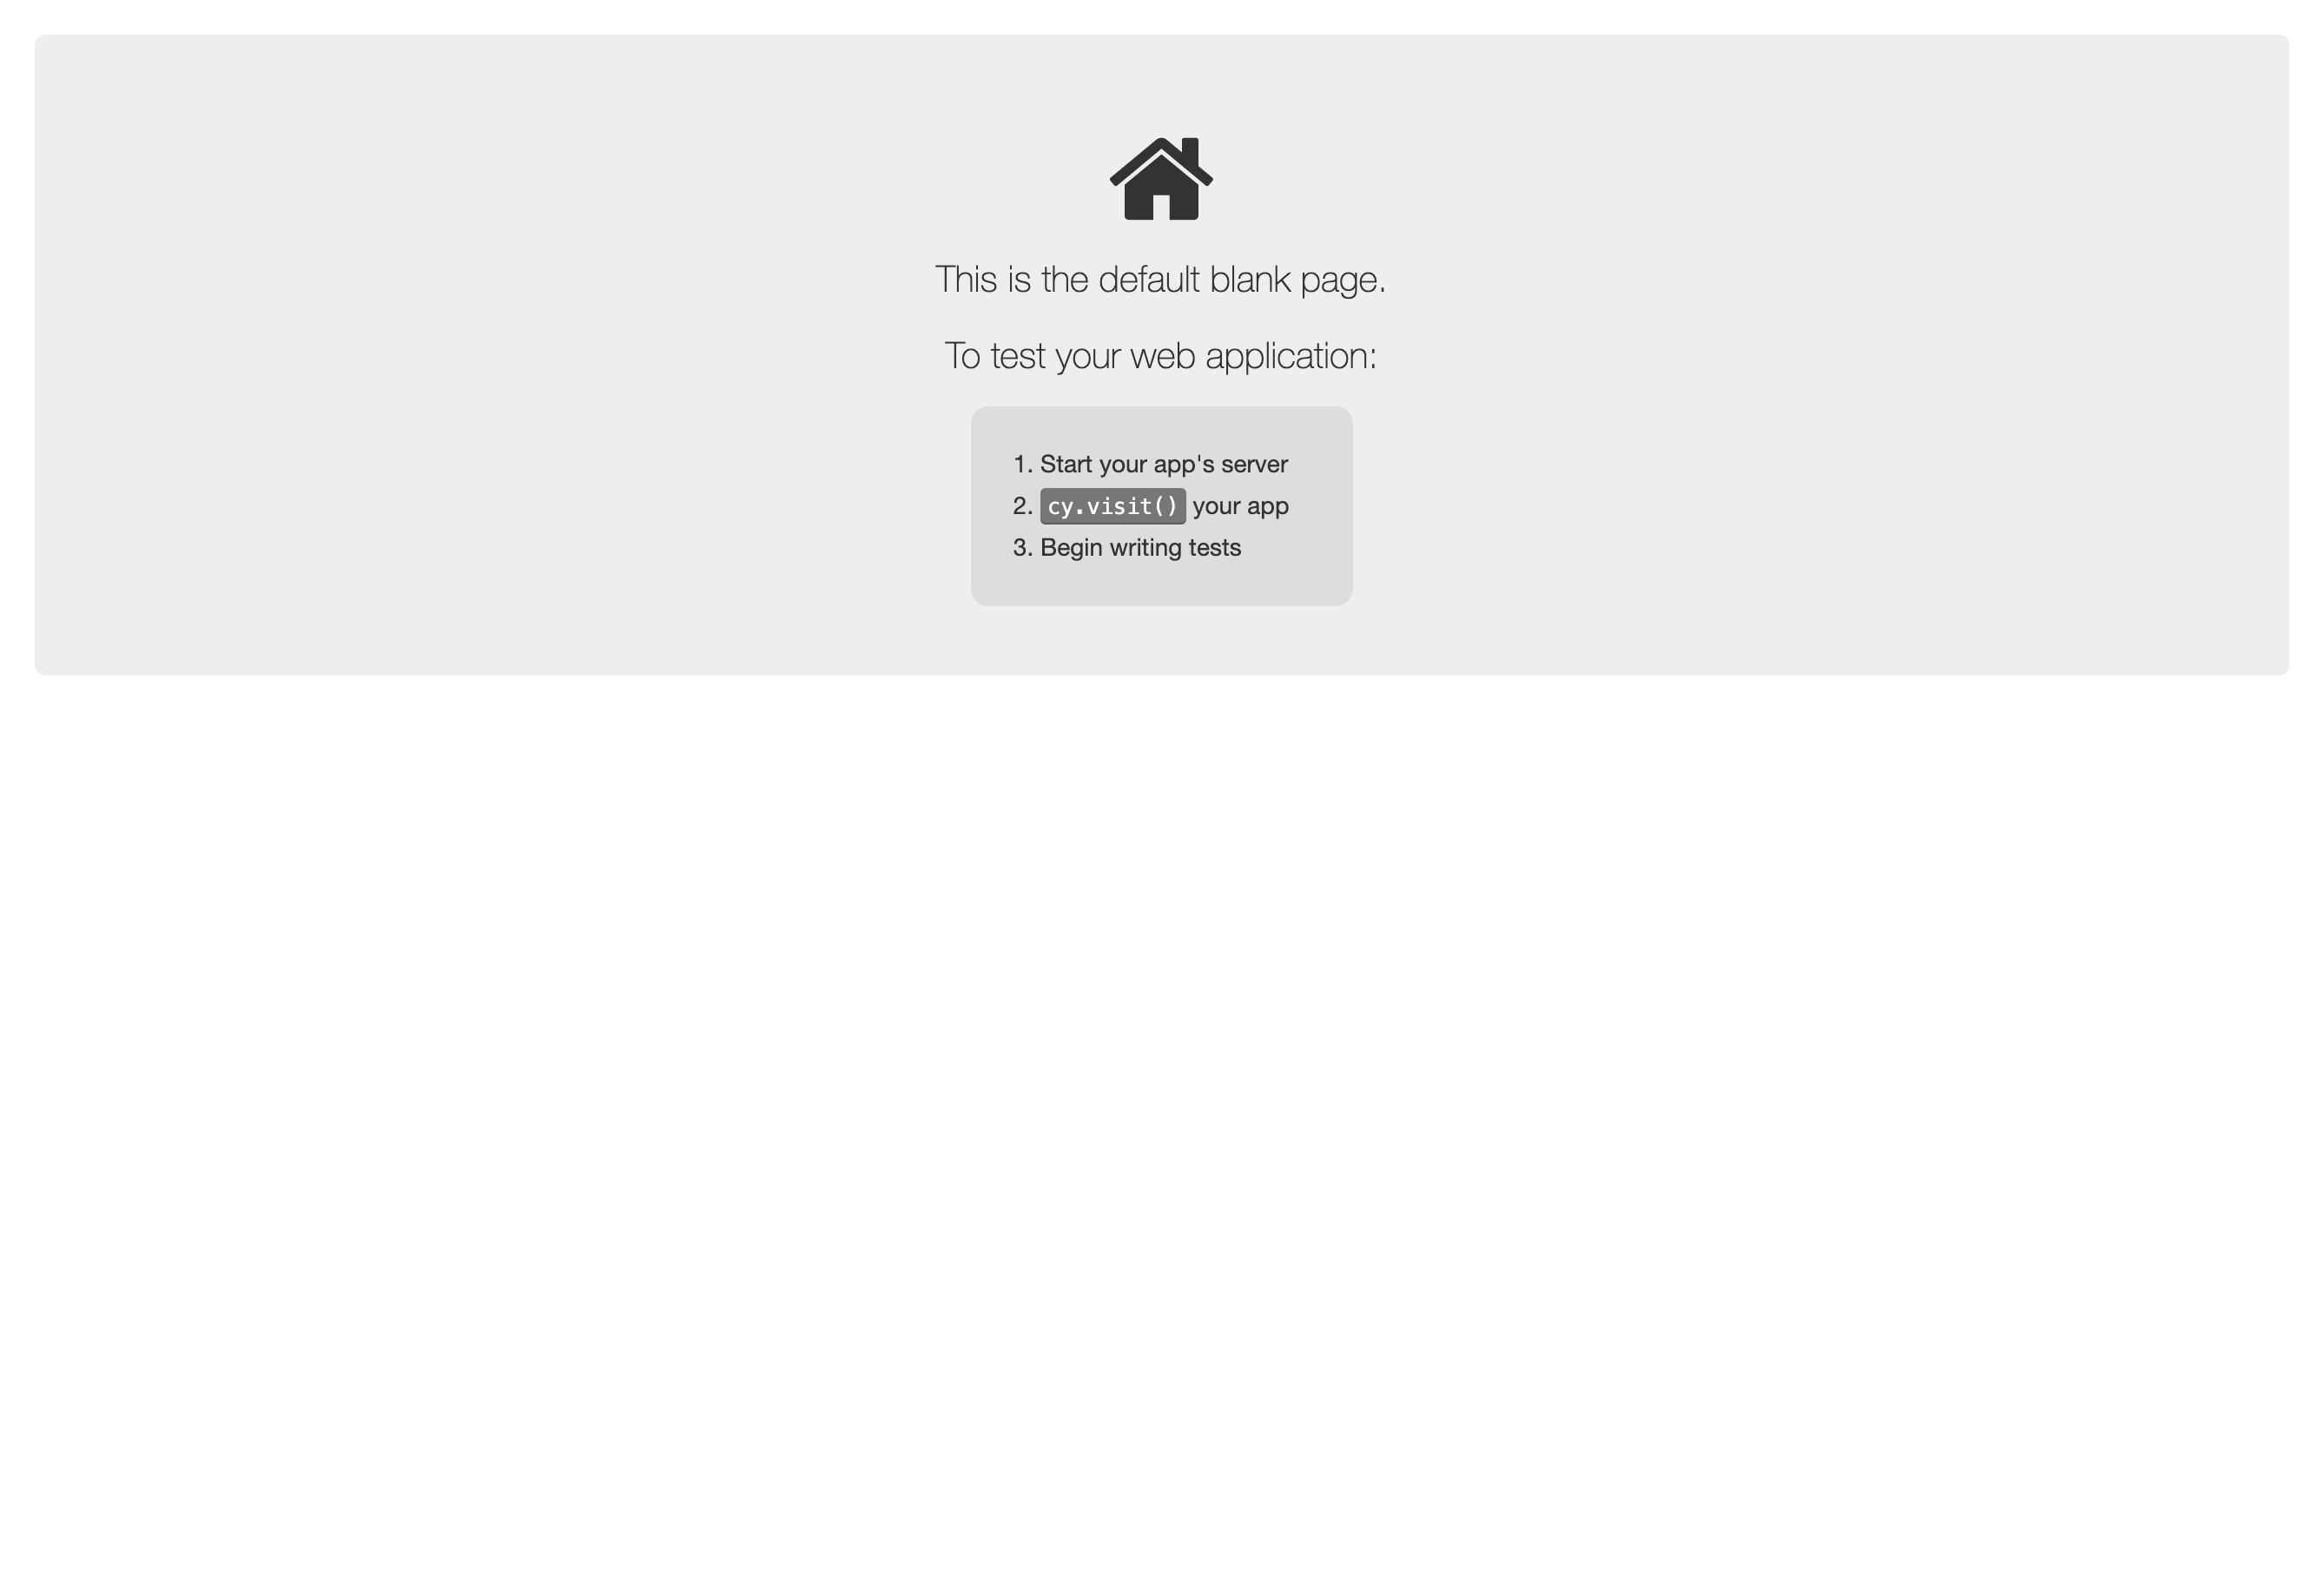 This is the default blank page.
To test your web application:
1. Start your app's server
2. cy.visit() your app
3. Begin writing tests